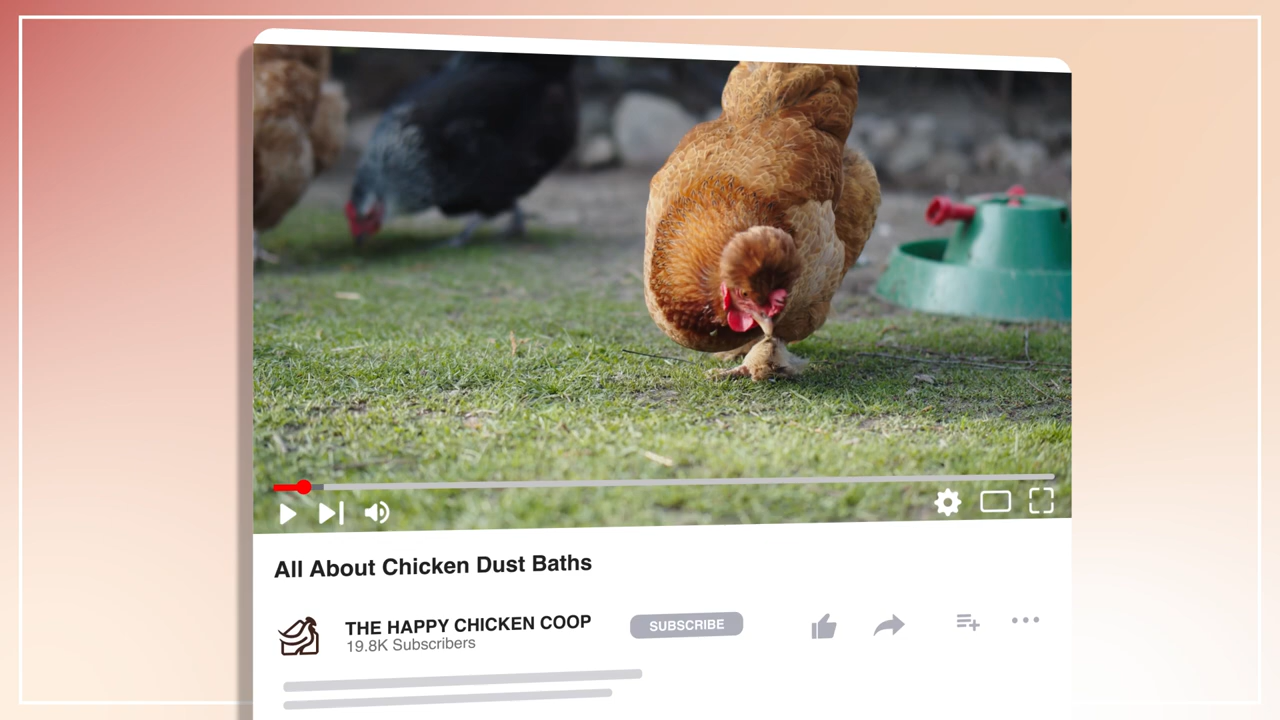 All About Chicken Dust Baths
THE HAPPY CHICKEN COOP
SUBSCRIBE
19.8K Subscribers